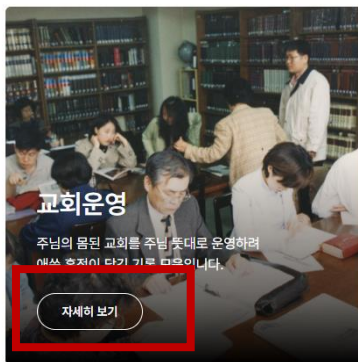 교회운영
주님의 몸된 교회를 주님 뜻대로 운영하려
애쓴 흔적이 담긴 기록 모음입니다.
자세히 보기